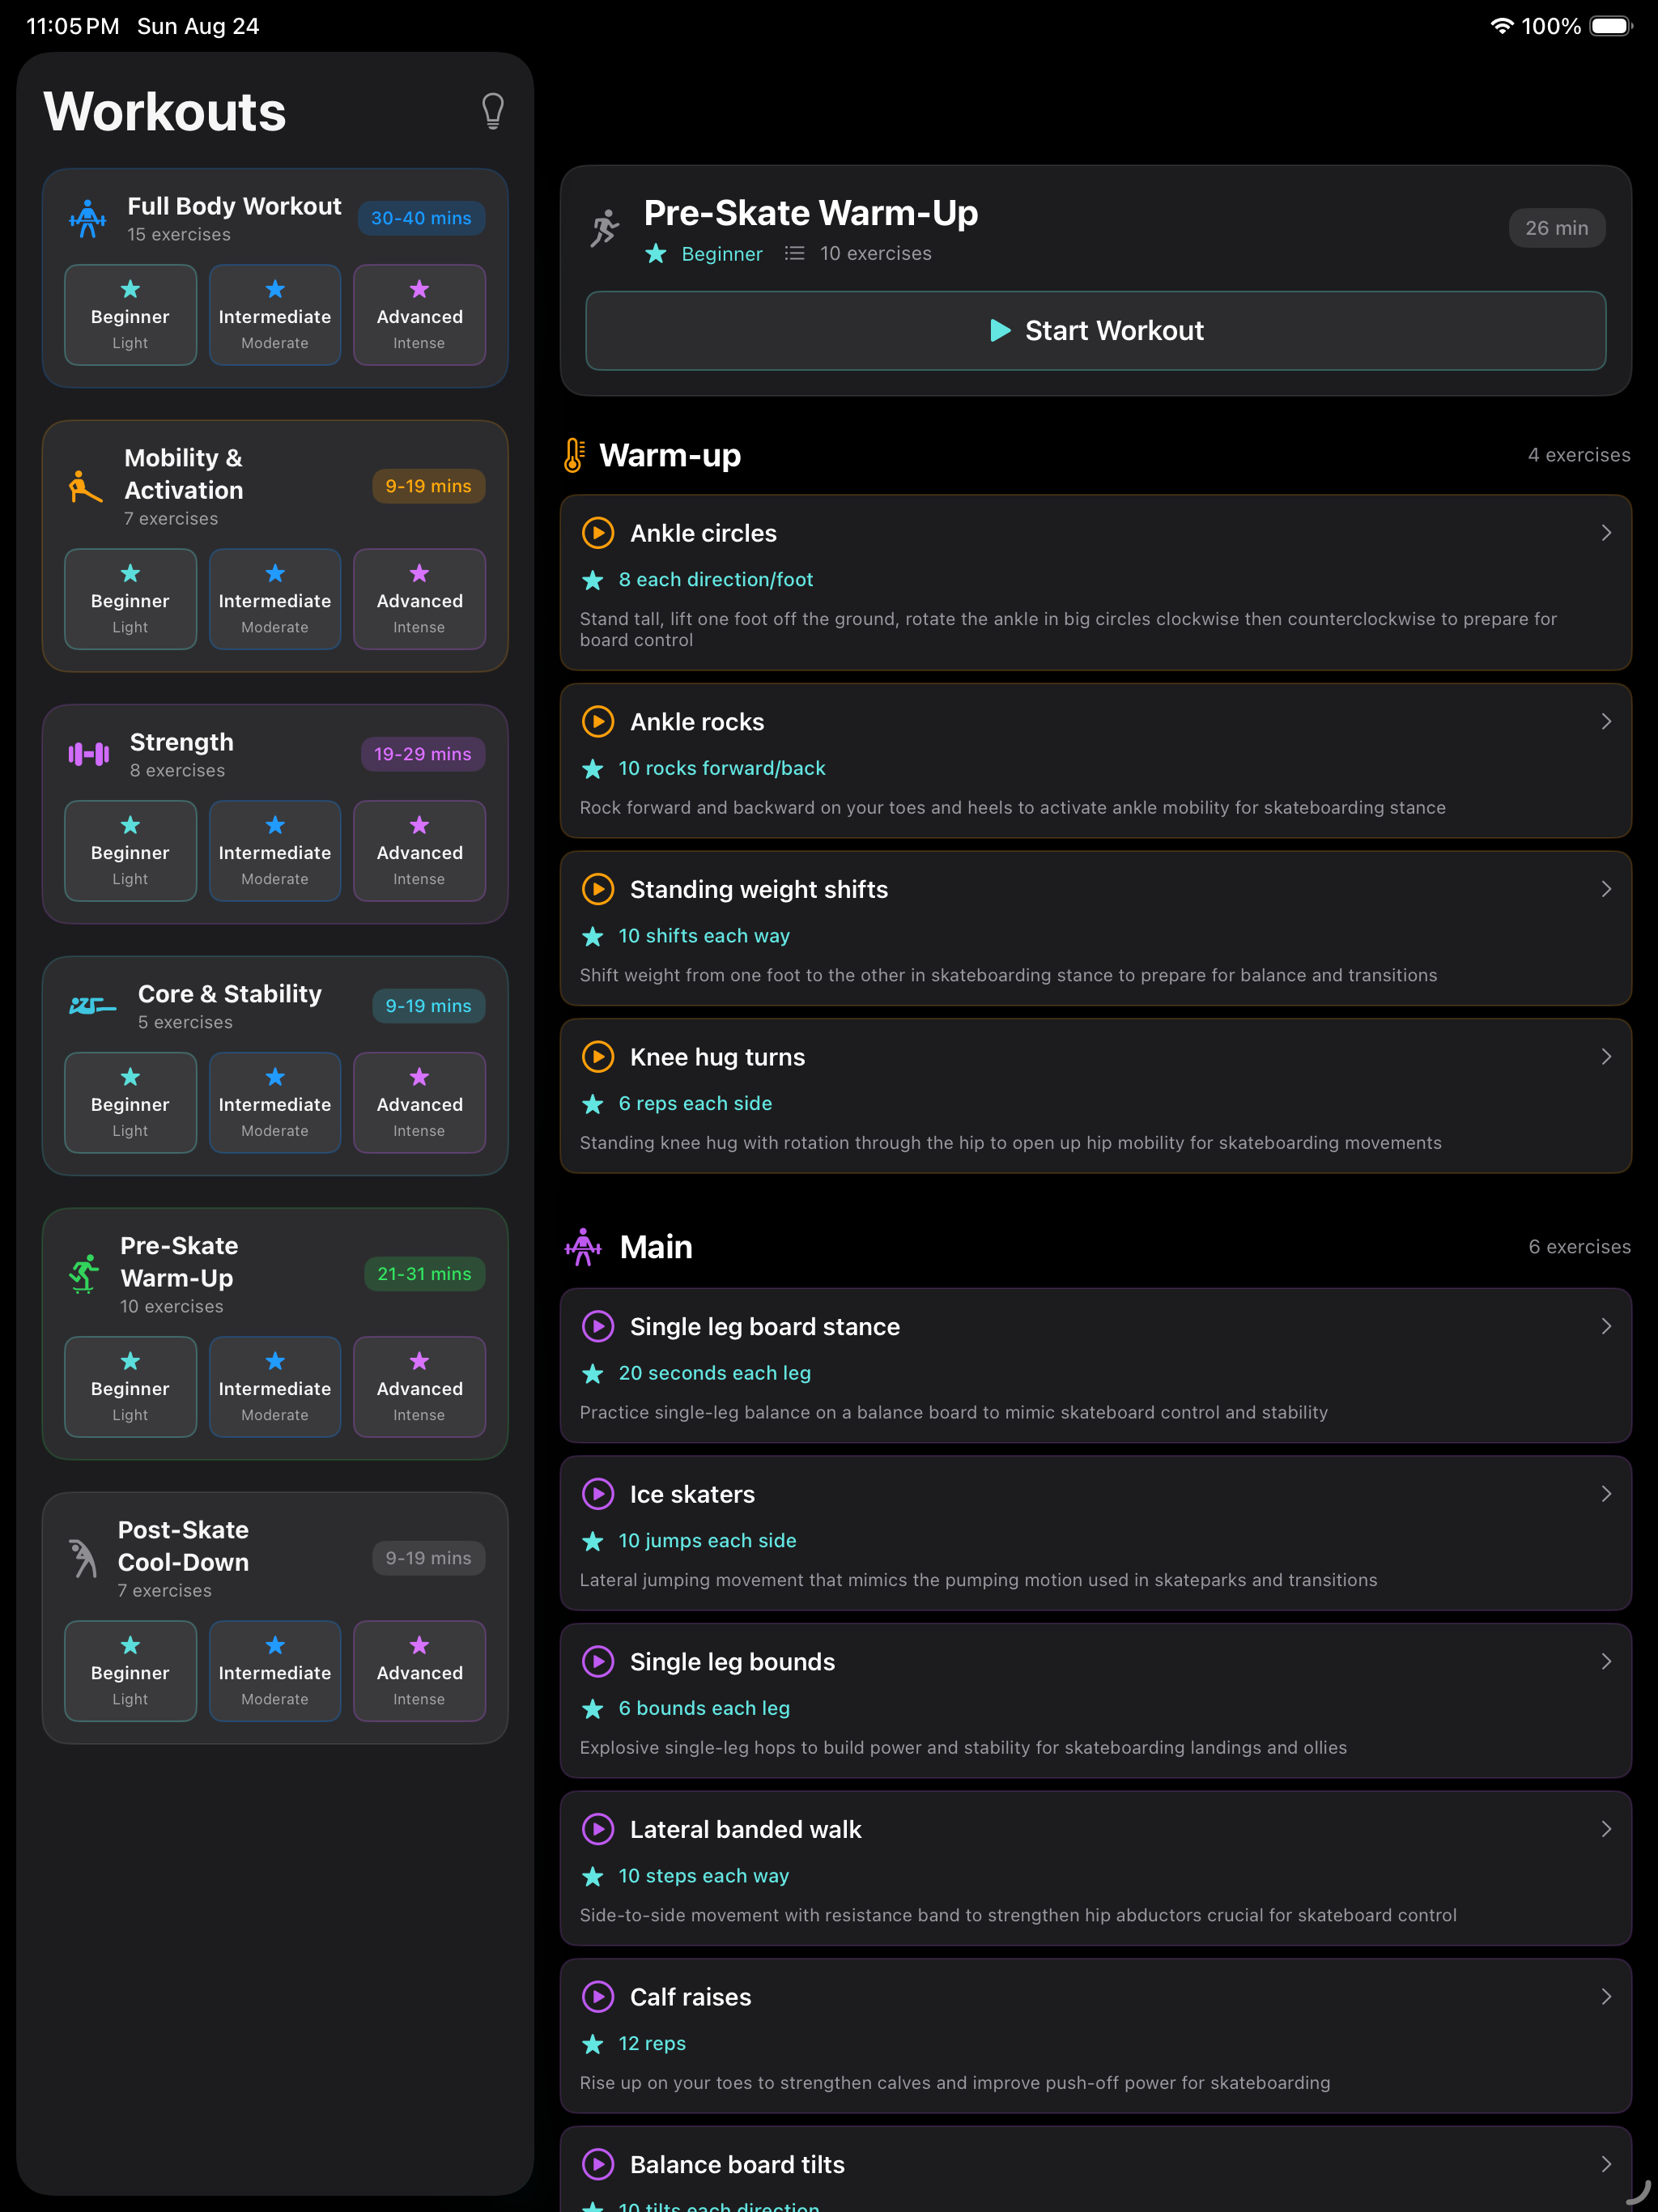 11:05 PM Sun Aug 24
100%
Workouts
Full Body Workout
15 exercises
30-40 mins
Beginner
Light
Intermediate
Moderate
Advanced
Intense
Mobility &
Activation
7 exercises
9-19 mins
Beginner
Light
Intermediate
Moderate
Advanced
Intense
Strength
8 exercises
19-29 mins
Beginner
Light
Intermediate
Moderate
Advanced
Intense
Core & Stability
5 exercises
9-19 mins
Beginner
Light
Intermediate
Moderate
Advanced
Intense
Pre-Skate
Warm-Up
10 exercises
21-31 mins
Beginner
Light
Intermediate
Moderate
Advanced
Intense
Post-Skate
Cool-Down
7 exercises
9-19 mins
Beginner
Light
Intermediate
Moderate
Advanced
Intense
Pre-Skate Warm-Up
Beginner 10 exercises
26 min
Start Workout
Warm-up
4 exercises
Ankle circles
8 each direction/foot
Stand tall, lift one foot off the ground, rotate the ankle in big circles clockwise then counterclockwise to prepare for
board control
Ankle rocks
10 rocks forward/back
Rock forward and backward on your toes and heels to activate ankle mobility for skateboarding stance
Standing weight shifts
10 shifts each way
Shift weight from one foot to the other in skateboarding stance to prepare for balance and transitions
Knee hug turns
6 reps each side
Standing knee hug with rotation through the hip to open up hip mobility for skateboarding movements
Main
6 exercises
Single leg board stance
20 seconds each leg
Practice single-leg balance on a balance board to mimic skateboard control and stability
Ice skaters
10 jumps each side
Lateral jumping movement that mimics the pumping motion used in skateparks and transitions
Single leg bounds
6 bounds each leg
Explosive single-leg hops to build power and stability for skateboarding landings and ollies
Lateral banded walk
10 steps each way
Side-to-side movement with resistance band to strengthen hip abductors crucial for skateboard control
Calf raises
12 reps
Rise up on your toes to strengthen calves and improve push-off power for skateboarding
Balance board tilts
10 tilts each direction